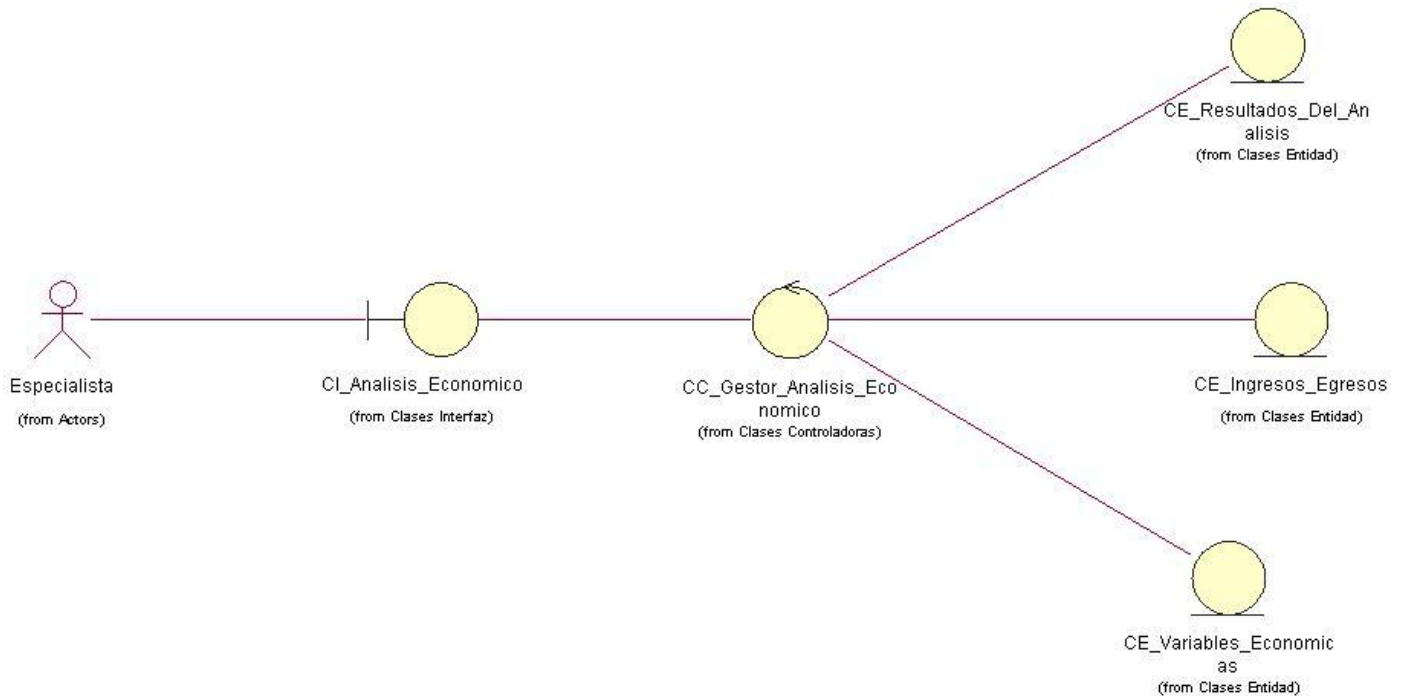 CE_Resultados_Del_An
alisis
(from Clases Entidad)
Especialista
(from Actors)
CI_Analisis_Economico
(from Clases Interfaz)
CC_Gestor_Analisis_Eco
nomico
(from Clases Controladoras)
CE_Ingresos_Egresos
(from Clases Entidad)
CE_Variables_Economic
as
(from Clases Entidad)